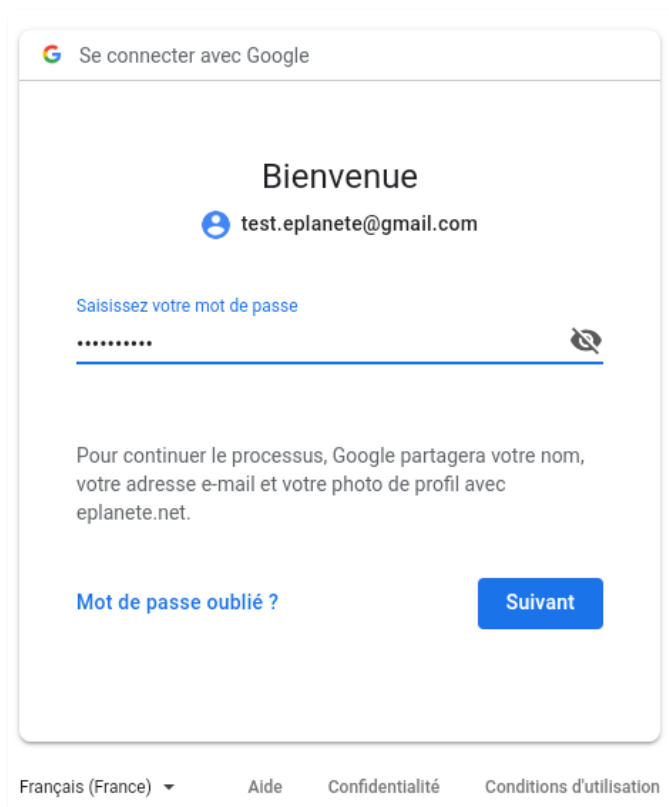 Se connecter avec Google
Bienvenue
test.eplanete@gmail.com
Saisissez votre mot de passe
••••••••••
Pour continuer le processus, Google partagera votre nom,
votre adresse e-mail et votre photo de profil avec
eplanete.net.
Mot de passe oublié ? Suivant
Français (France) Aide Confidentialité Conditions d'utilisation